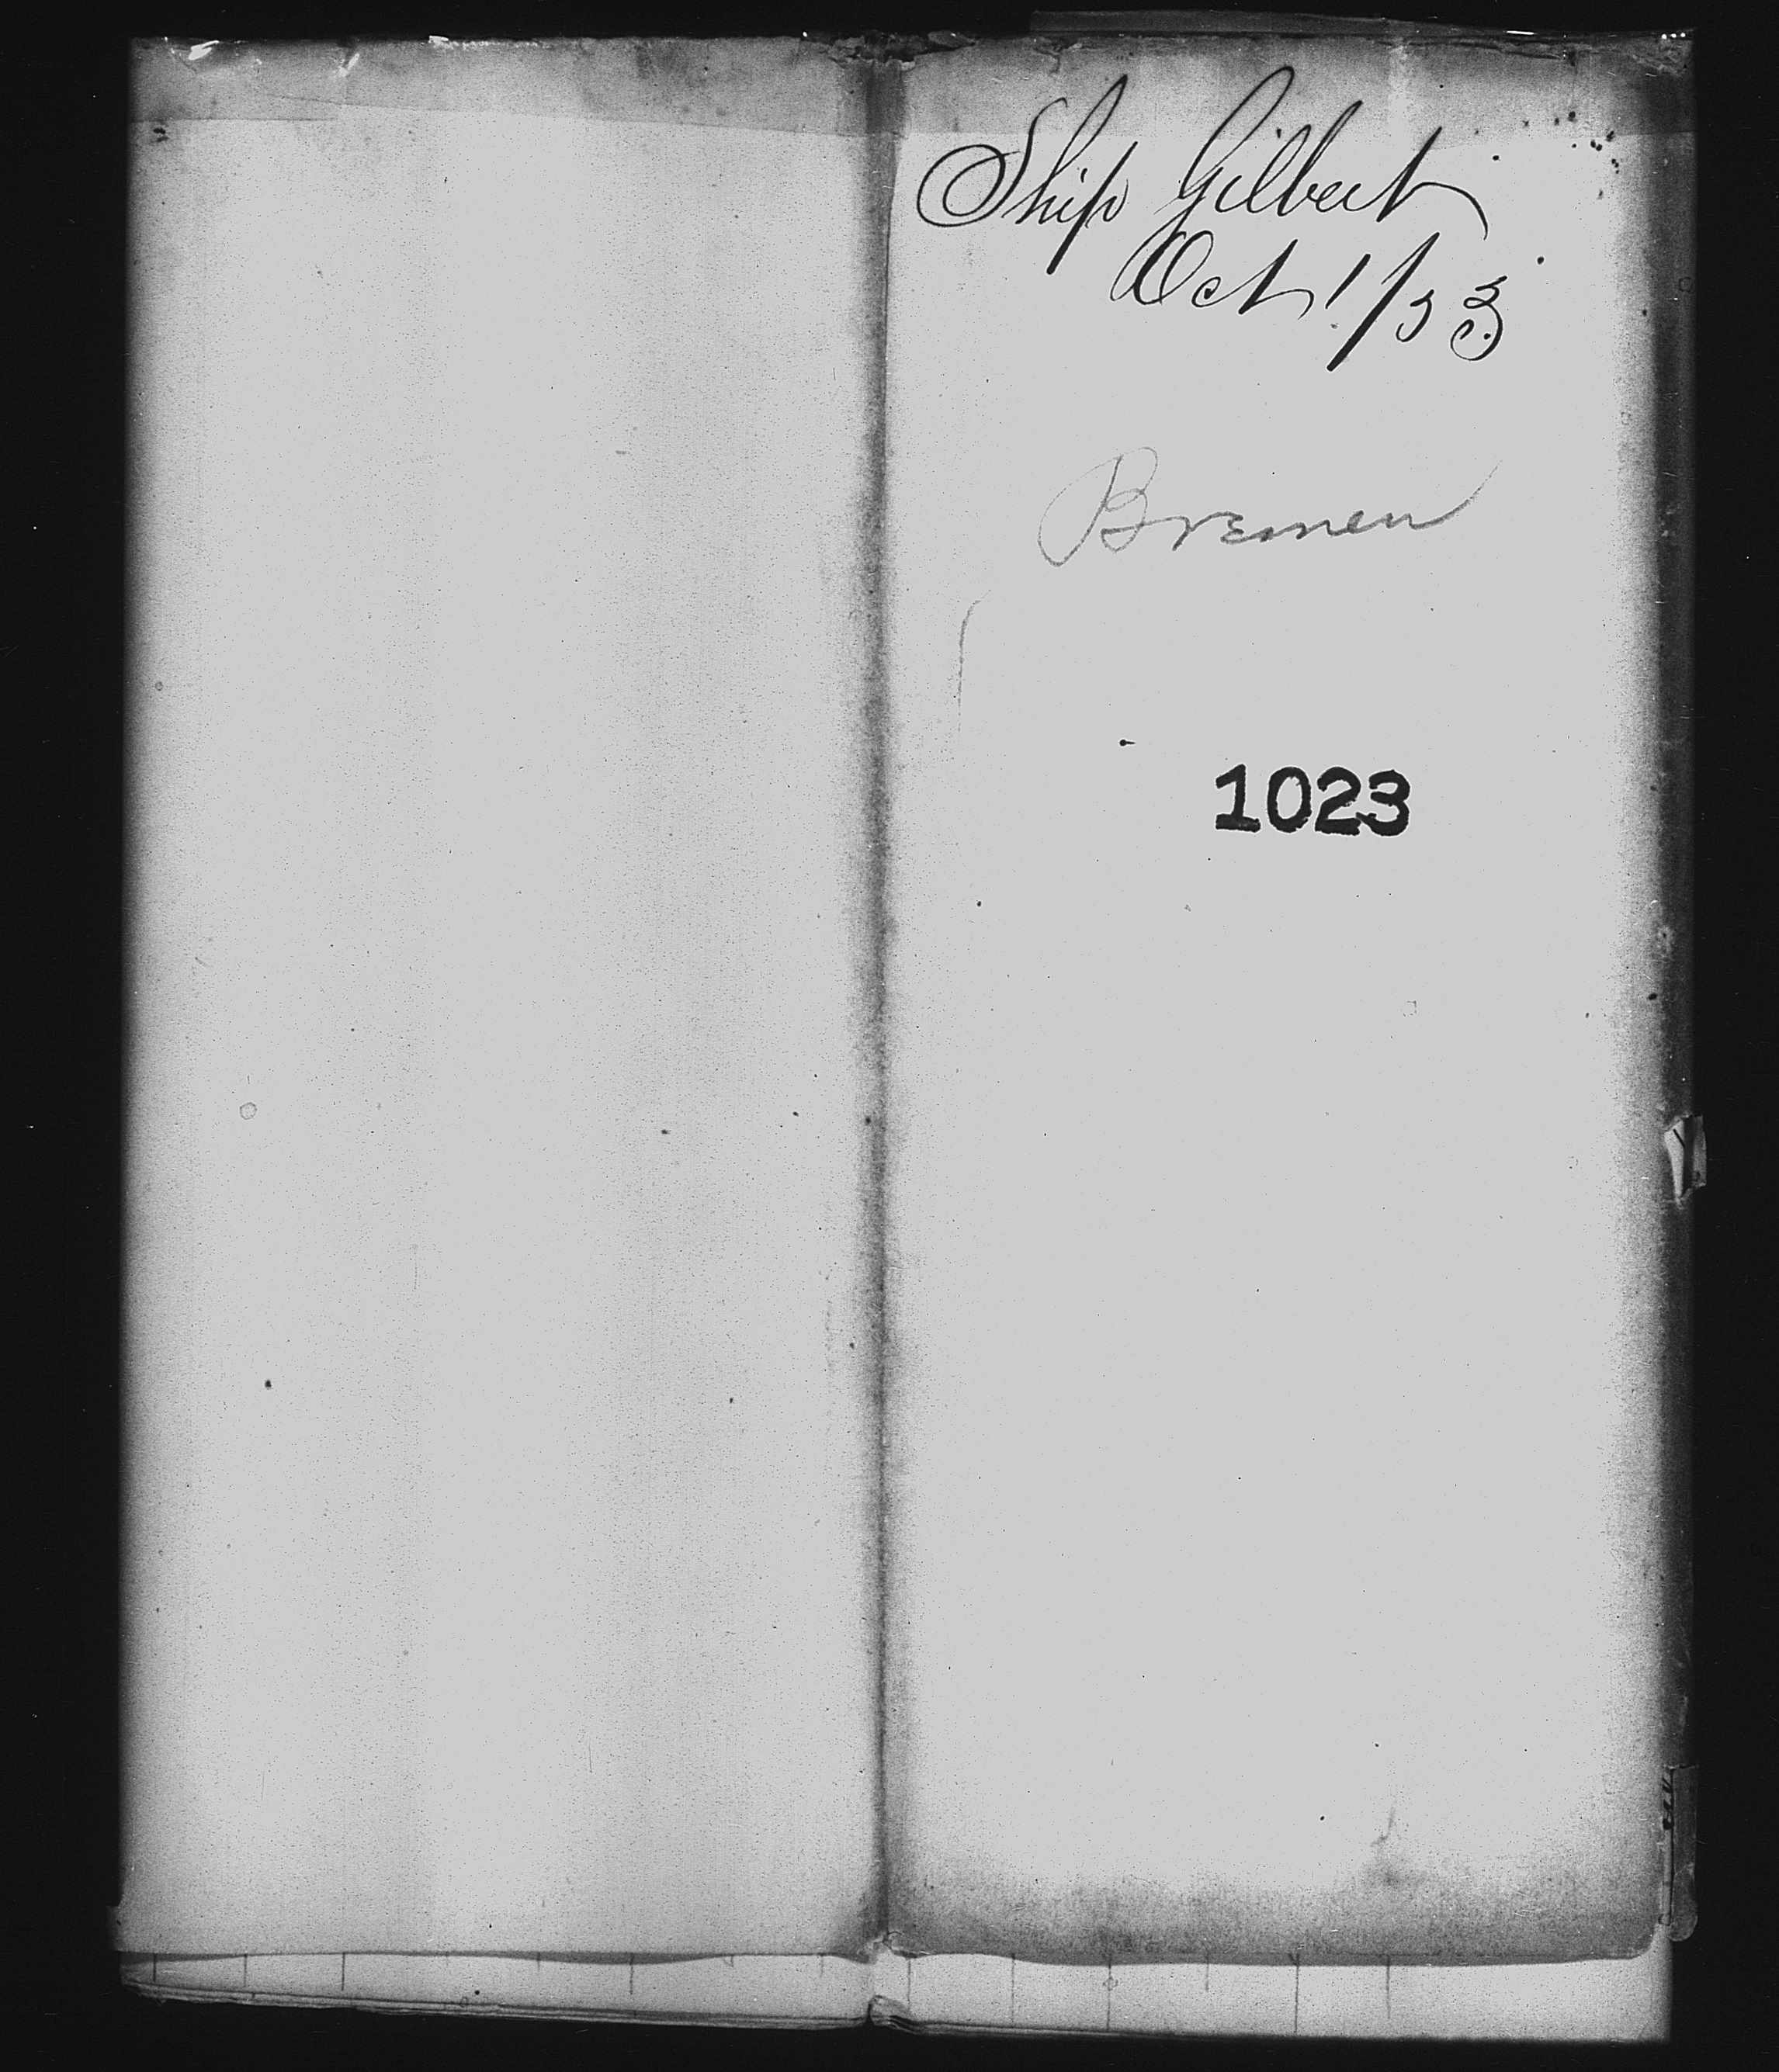 Ship Gilbert
Oct 1/53
Bremen
1023